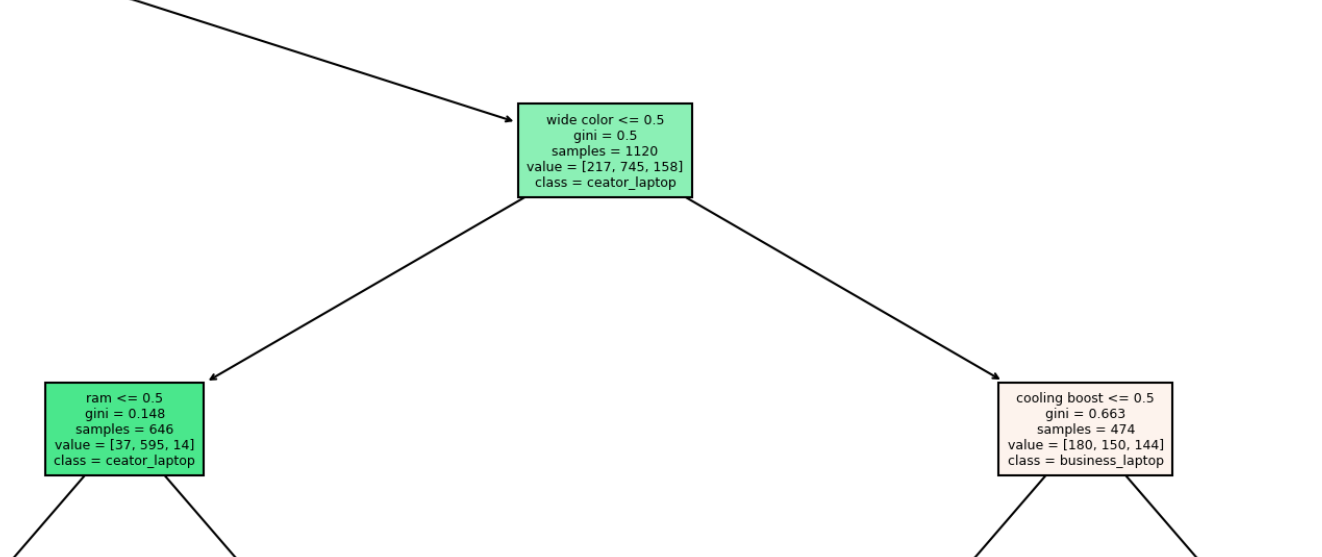 wide color <= 0.5
gini = 0.5
samples = 1120
value = [217, 745, 158]
class = ceator_laptop
ram <= 0.5
gini = 0.148
samples = 646
value = [37, 595, 14]
class = ceator_laptop
cooling boost <= 0.5
gini = 0.663
samples = 474
value = [180, 150, 144]
class = business_laptop